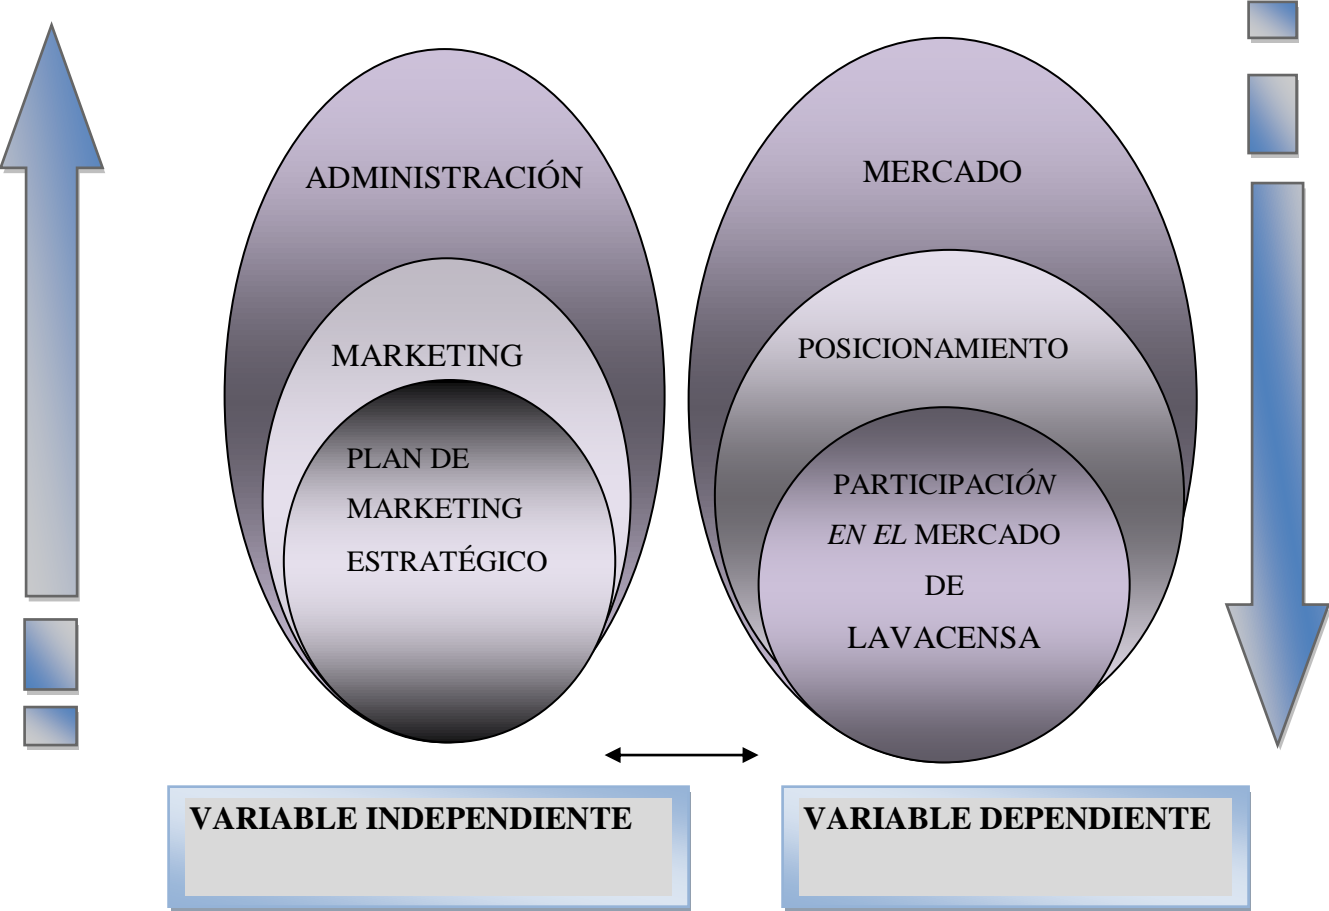 ADMINISTRACIÓN
MARKETING
PLAN DE
MARKETING
ESTRATÉGICO
MERCADO
POSICIONAMIENTO
PARTICIPACIÓN
EN EL MERCADO
DE
LAVACENSA
VARIABLE INDEPENDIENTE
VARIABLE DEPENDIENTE